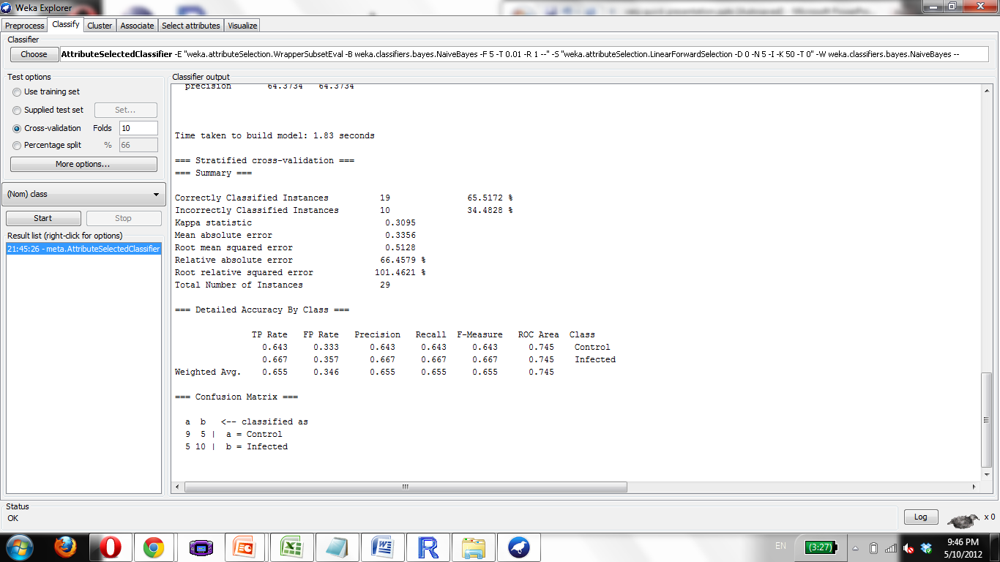 Weka Explorer
Preprocess Classify Cluster Associate Select attributes Visualize
Classifier
Choose AttributeSelectedClassifier -E "weka.attributeSelection.WrapperSubsetEval -B weka.classifiers.bayes.NaiveBayes -F 5 -T 0.01 -R 1 --" -S "weka.attributeSelection.LinearForwardSelection -D 0 -N 5 -I -K 50 -T 0" -W weka.classifiers.bayes.NaiveBayes --
Test options
Use training set
Supplied test set Set...
Cross-validation Folds 10
Percentage split % 66
More options...
(Nom) class
Start Stop
Result list (right-click for options)
21:45:26 - meta.AttributeSelectedClassifier
Classifier output
precision 64.3734 64.3734
Time taken to build model: 1.83 seconds
=== Stratified cross-validation ===
=== Summary ===
Correctly Classified Instances 19 65.5172 %
Incorrectly Classified Instances 10 34.4828 %
Kappa statistic 0.3095
Mean absolute error 0.3356
Root mean squared error 0.5128
Relative absolute error 66.4579 %
Root relative squared error 101.4621 %
Total Number of Instances 29
=== Detailed Accuracy By Class ===
TP Rate FP Rate Precision Recall F-Measure ROC Area Class
0.643 0.333 0.643 0.643 0.643 0.745 Control
0.667 0.357 0.667 0.667 0.667 0.745 Infected
Weighted Avg. 0.655 0.346 0.655 0.655 0.655 0.745
=== Confusion Matrix ===
a b <-- classified as
9 5 | a = Control
5 10 | b = Infected
Status
OK
Log x 0
EN (3:27) 9:46 PM
5/10/2012